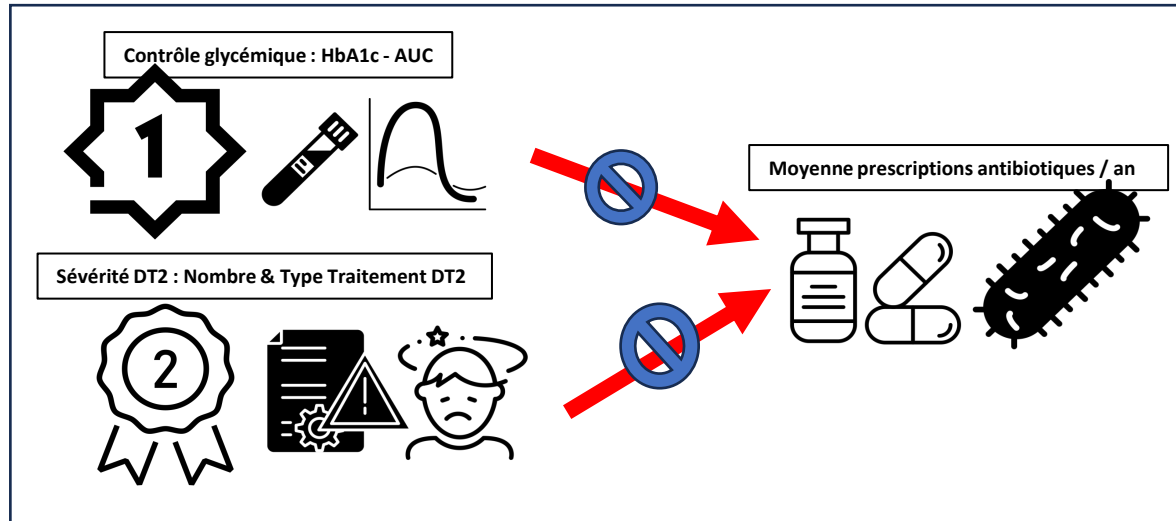 Contrôle glycémique : HbA1c - AUC
1
Moyenne prescriptions antibiotiques / an
Sévérité DT2 : Nombre & Type Traitement DT2
2